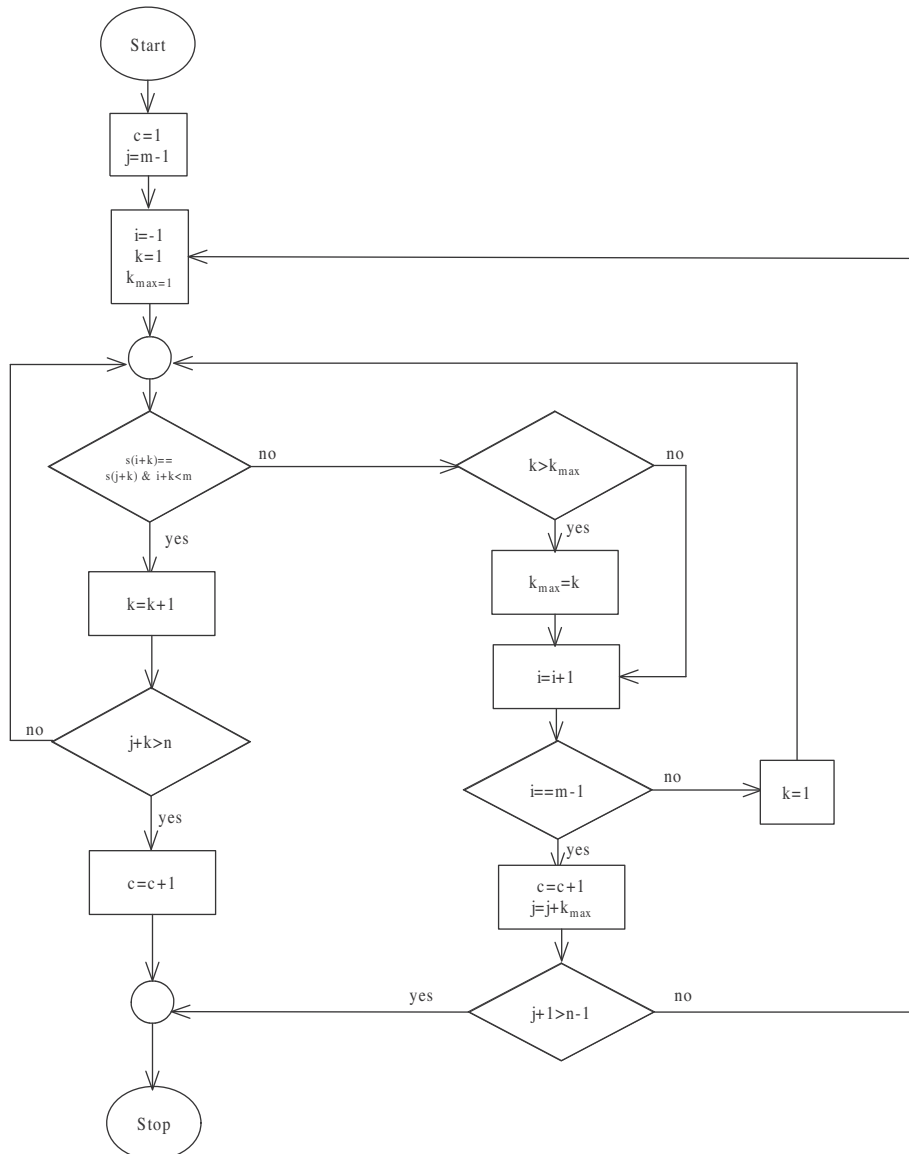 Start
c=1
j=m-1
i=-1
k=1
kmax=1
s(i+k)==
s(j+k) & i+k<m
no
k>kmax
no
yes
yes
k=k+1
kmax=k
i=i+1
no
j+k>n
i==m-1
no
k=1
yes
yes
c=c+1
c=c+1
j=j+kmax
yes
j+1>n-1
no
Stop